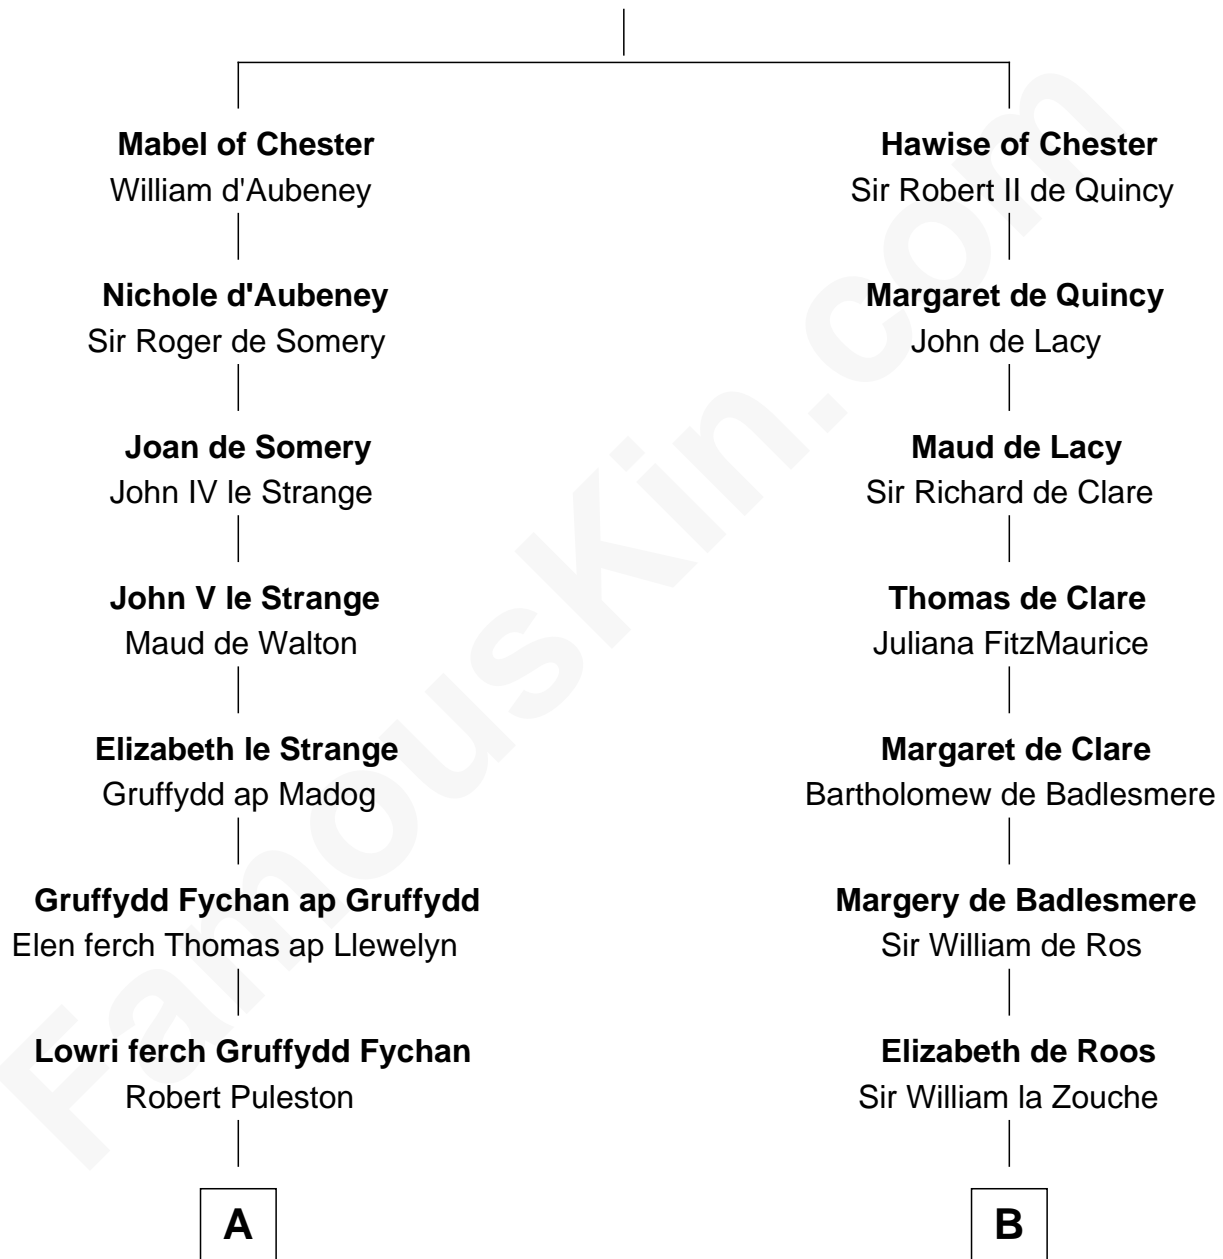 Mabel of Chester
William d'Aubeney
Hawise of Chester
Sir Robert II de Quincy
Nichole d'Aubeney
Sir Roger de Somery
Margaret de Quincy
John de Lacy
Joan de Somery
John IV le Strange
Maud de Lacy
Sir Richard de Clare
John V le Strange
Maud de Walton
Thomas de Clare
Juliana FitzMaurice
Elizabeth le Strange
Gruffydd ap Madog
Margaret de Clare
Bartholomew de Badlesmere
Gruffydd Fychan ap Gruffydd
Elen ferch Thomas ap Llewelyn
Margery de Badlesmere
Sir William de Ros
Lowri ferch Gruffydd Fychan
Robert Puleston
Elizabeth de Roos
Sir William la Zouche
A
B
FamousKin.com